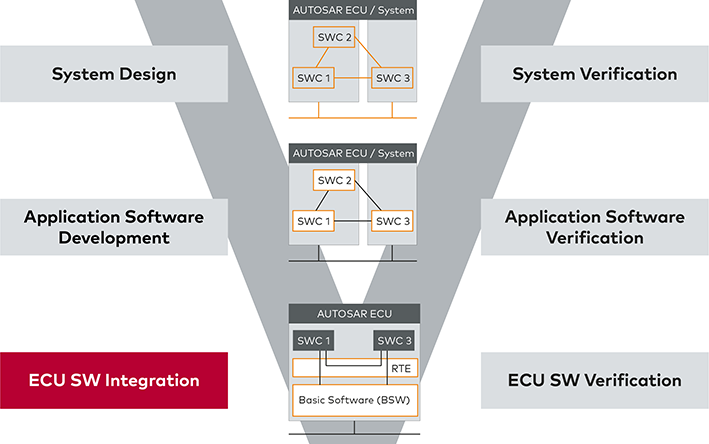 AUTOSAR ECU / System
SWC 2
SWC 1
SWC 3
System Design
System Verification
AUTOSAR ECU / System
SWC 2
SWC 1
SWC 3
Application Software
Development
Application Software
Verification
AUTOSAR ECU
SWC 1
SWC 3
RTE
Basic Software (BSW)
ECU SW Integration
ECU SW Verification